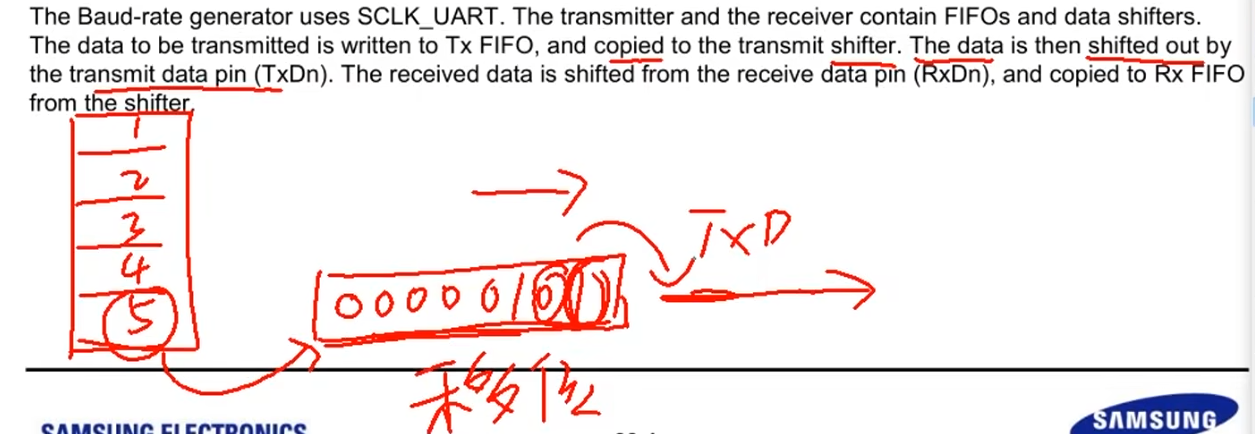 The Baud-rate generator uses SCLK_UART. The transmitter and the receiver contain FIFOs and data shifters.
The data to be transmitted is written to Tx FIFO, and copied to the transmit shifter. The data is then shifted out by
the transmit data pin (TxDn). The received data is shifted from the receive data pin (RxDn), and copied to Rx FIFO
from the shifter.
1
2
3
4
5
TxD
00000101
移位
SAMSUNG ELECTRONICS
SAMSUNG